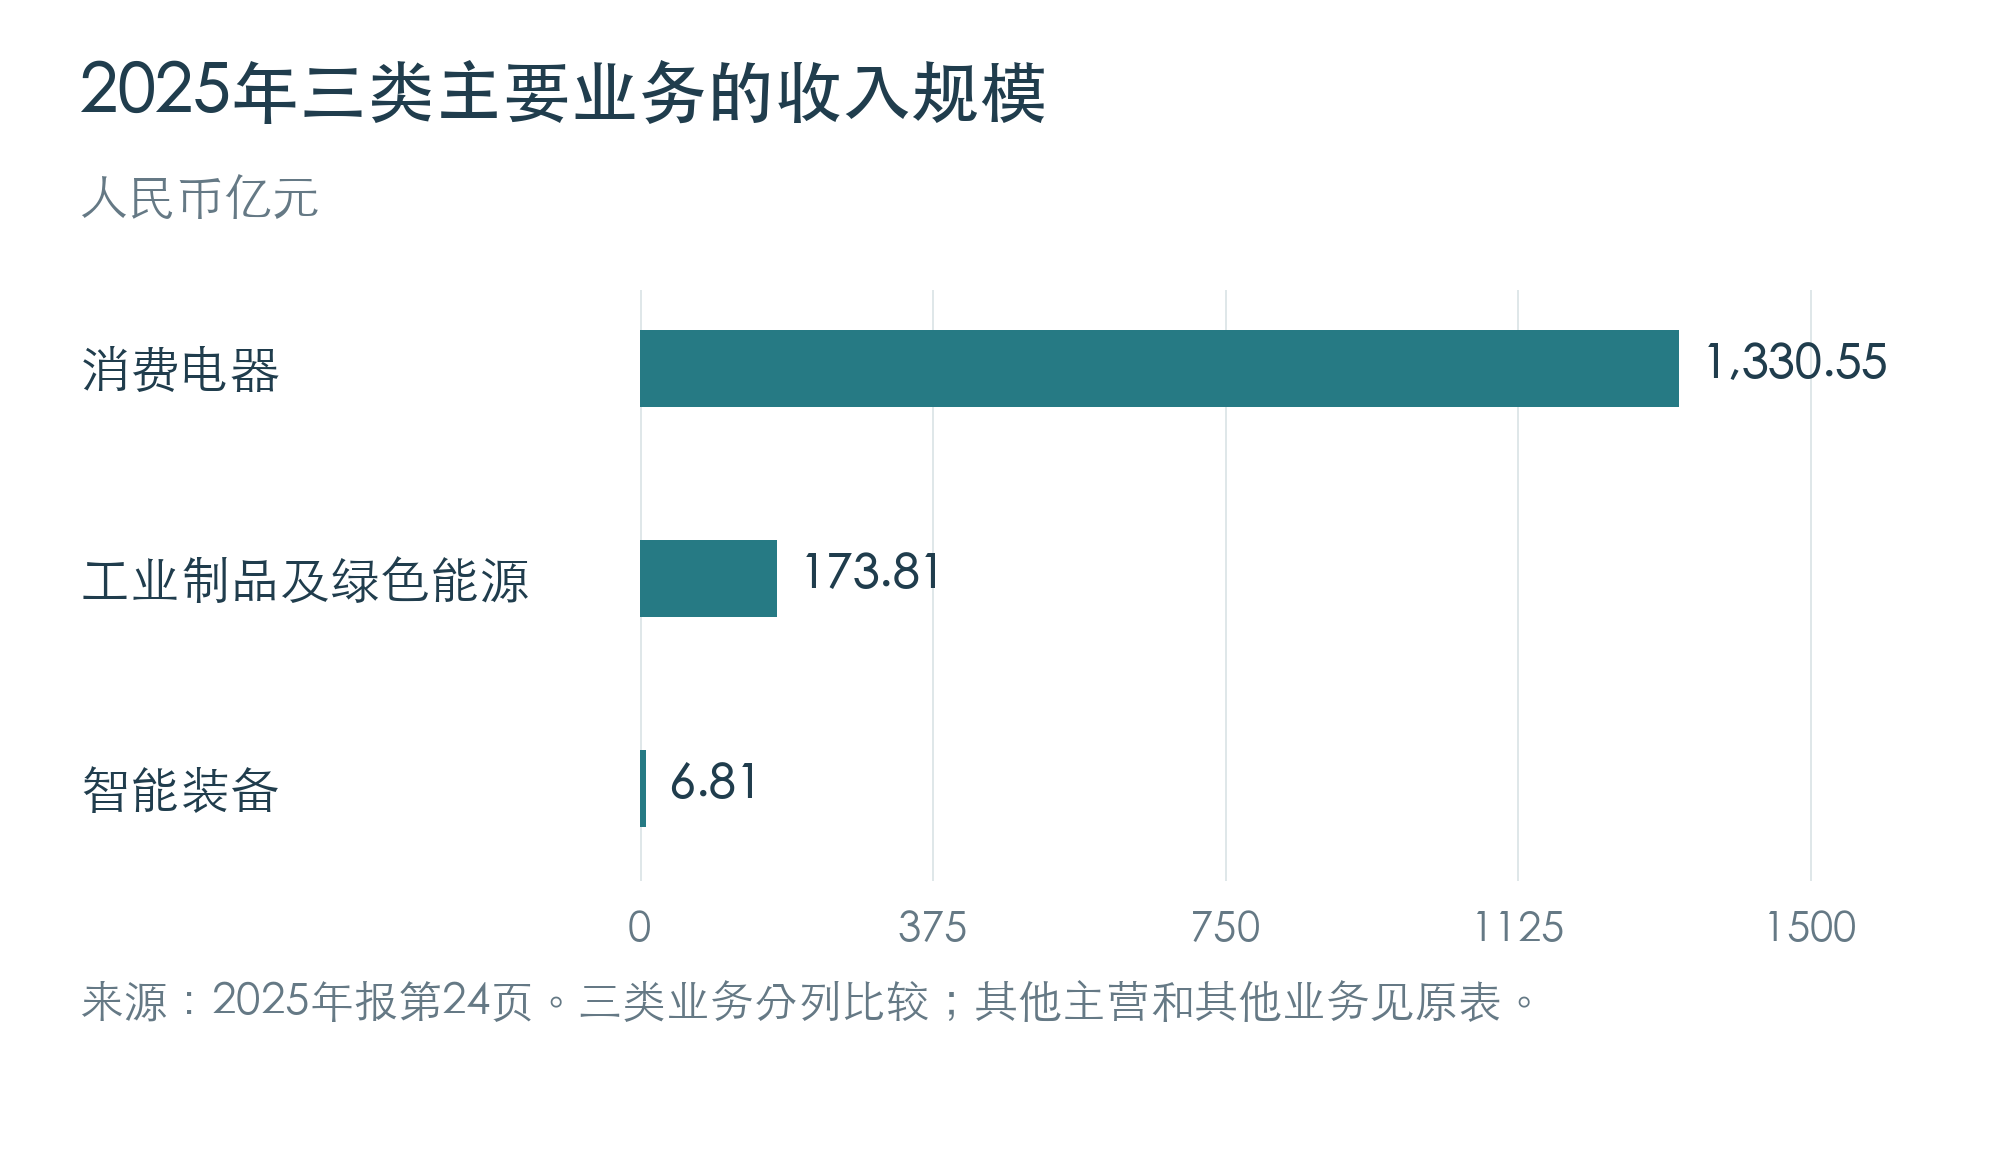 2025年三类主要业务的收入规模
人民币亿元
消费电器 1,330.55
工业制品及绿色能源 173.81
智能装备 6.81
0 375 750 1125 1500
来源：2025年报第24页。三类业务分列比较；其他主营和其他业务见原表。